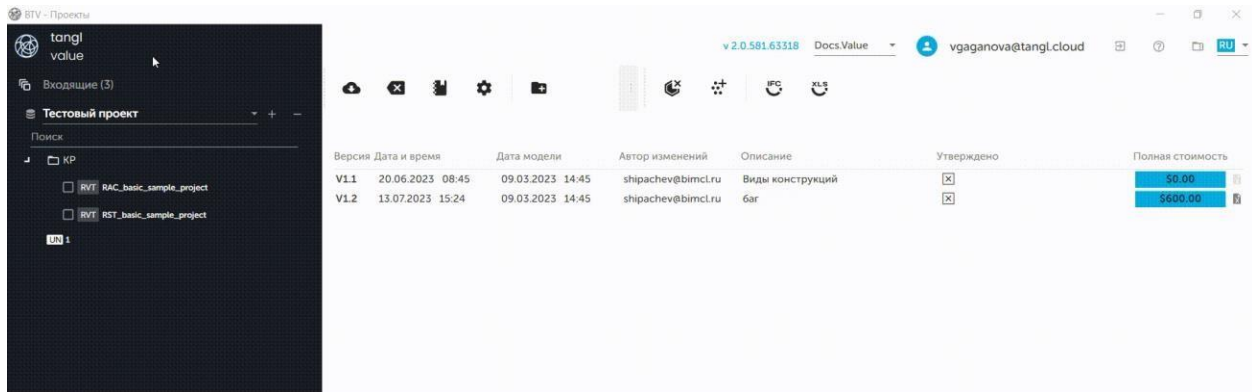 BTV - Проекты
tangl
value
v 2.0.581.63318 Docs.Value vgaganova@tangl.cloud RU
Входящие (3)
IFC XLS
Тестовый проект + −
Поиск
КР
RVT RAC_basic_sample_project
RVT RST_basic_sample_project
UN 1
Версия Дата и время Дата модели Автор изменений Описание Утверждено Полная стоимость
V1.1 20.06.2023 08:45 09.03.2023 14:45 shipachev@bimcl.ru Виды конструкций $0.00
V1.2 13.07.2023 15:24 09.03.2023 14:45 shipachev@bimcl.ru баг $600.00